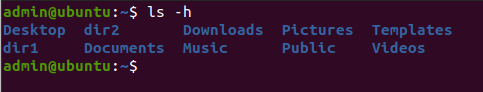 admin@ubuntu:~$ ls -h
Desktop  dir2       Downloads  Pictures  Templates
dir1     Documents  Music      Public    Videos
admin@ubuntu:~$